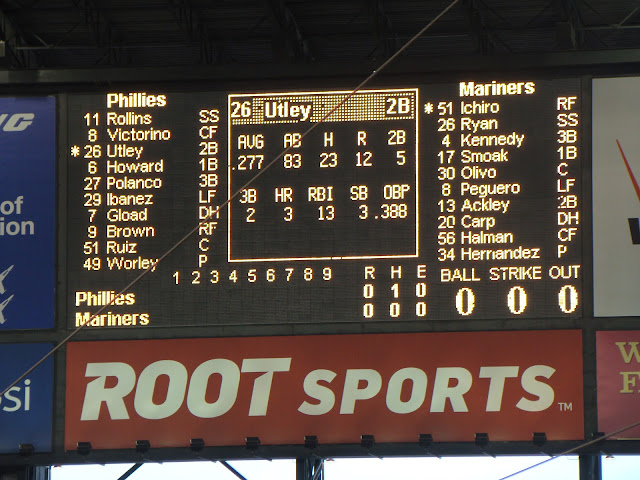 Phillies
11 Rollins SS
8 Victorino CF
* 26 Utley 2B
6 Howard 1B
27 Polanco 3B
29 Ibanez LF
7 Gload DH
9 Brown RF
51 Ruiz C
49 Worley P
26 Utley 2B
AVG AB H R 2B
.277 83 23 12 5
3B HR RBI SB OBP
2 3 13 3 .388
Mariners
* 51 Ichiro RF
26 Ryan SS
4 Kennedy 3B
17 Smoak 1B
30 Olivo C
8 Peguero LF
13 Ackley 2B
20 Carp DH
56 Halman CF
34 Hernandez P
1 2 3 4 5 6 7 8 9 R H E
Phillies 0 1 0
Mariners 0 0 0
BALL STRIKE OUT
0 0 0
of
ROOT SPORTS TM